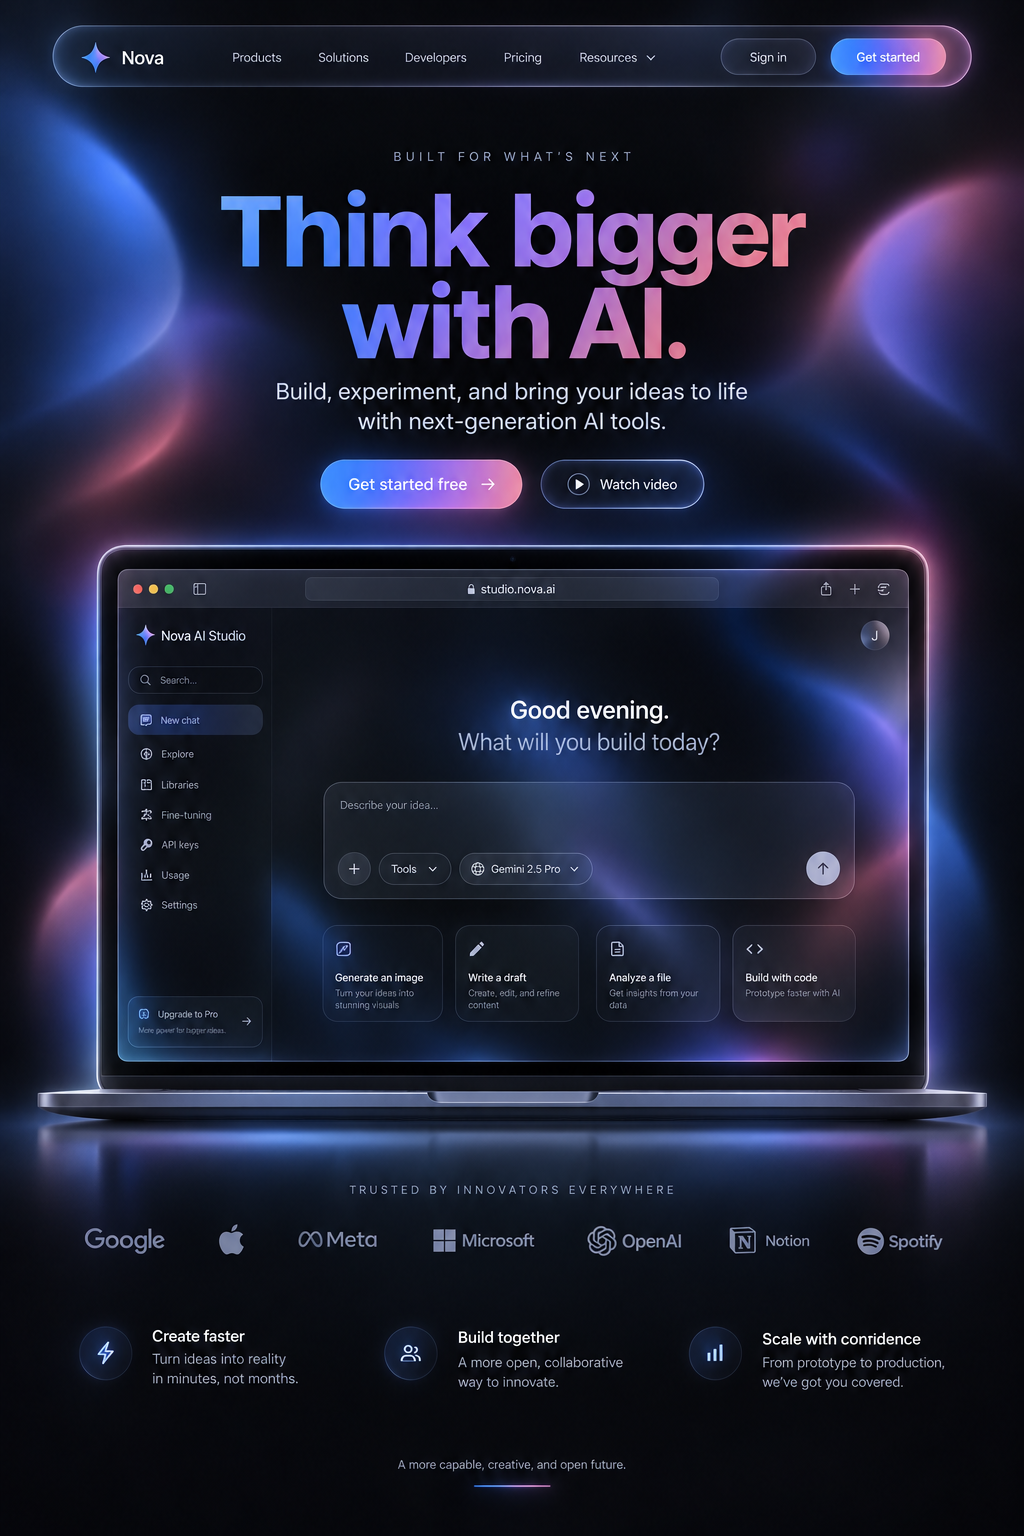 Nova
Products
Solutions
Developers
Pricing
Resources
Sign in
Get started
BUILT FOR WHAT'S NEXT
Think bigger
with AI.
Build, experiment, and bring your ideas to life
with next-generation AI tools.
Get started free
Watch video
studio.nova.ai
Nova AI Studio
J
Search...
New chat
Explore
Libraries
Fine-tuning
API keys
Usage
Settings
Upgrade to Pro
More power for bigger ideas.
Good evening.
What will you build today?
Describe your idea...
Tools
Gemini 2.5 Pro
Generate an image
Turn your ideas into
stunning visuals
Write a draft
Create, edit, and refine
content
Analyze a file
Get insights from your
data
Build with code
Prototype faster with AI
TRUSTED BY INNOVATORS EVERYWHERE
Google
Meta
Microsoft
OpenAI
N
Notion
Spotify
Create faster
Turn ideas into reality
in minutes, not months.
Build together
A more open, collaborative
way to innovate.
Scale with confidence
From prototype to production,
we've got you covered.
A more capable, creative, and open future.